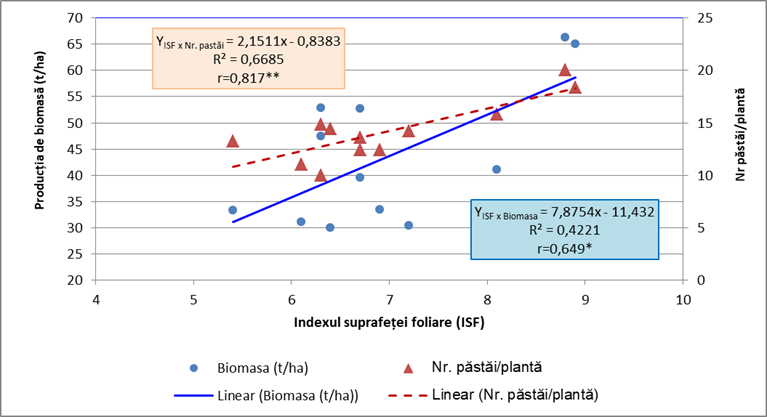 Y ISF x Nr. pastăi = 2,1511x - 0,8383
R² = 0,6685
r=0,817**
Y ISF x Biomasa = 7,8754x - 11,432
R² = 0,4221
r=0,649*
Producția de biomasă (t/ha)
70
65
60
55
50
45
40
35
30
25
20
25
20
15
10
5
0
Nr păstăi/plantă
4 5 6 7 8 9 10
Indexul suprafeței foliare (ISF)
Biomasa (t/ha) Nr. păstăi/plantă
Linear (Biomasa (t/ha)) Linear (Nr. păstăi/plantă)